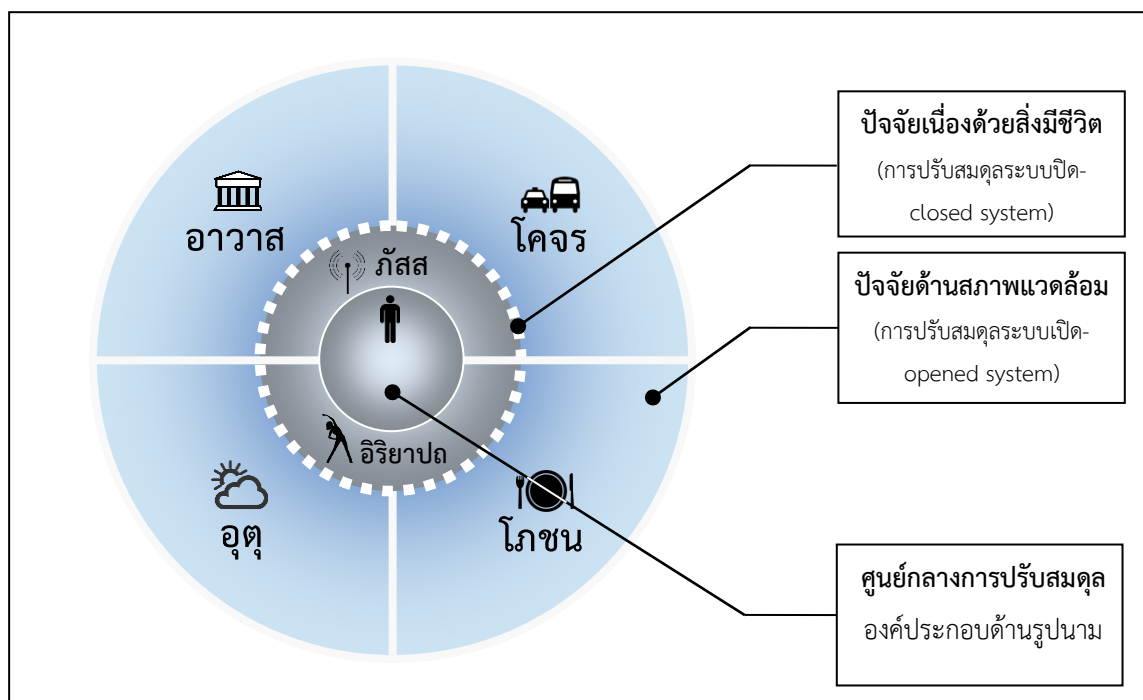 อาวาส
โคจร
ภัสส
อิริยาปถ
อุตุ
โภชน
ปัจจัยเนื่องด้วยสิ่งมีชีวิต
(การปรับสมดุลระบบปิด-
closed system)
ปัจจัยด้านสภาพแวดล้อม
(การปรับสมดุลระบบเปิด-
opened system)
ศูนย์กลางการปรับสมดุล
องค์ประกอบด้านรูปนาม